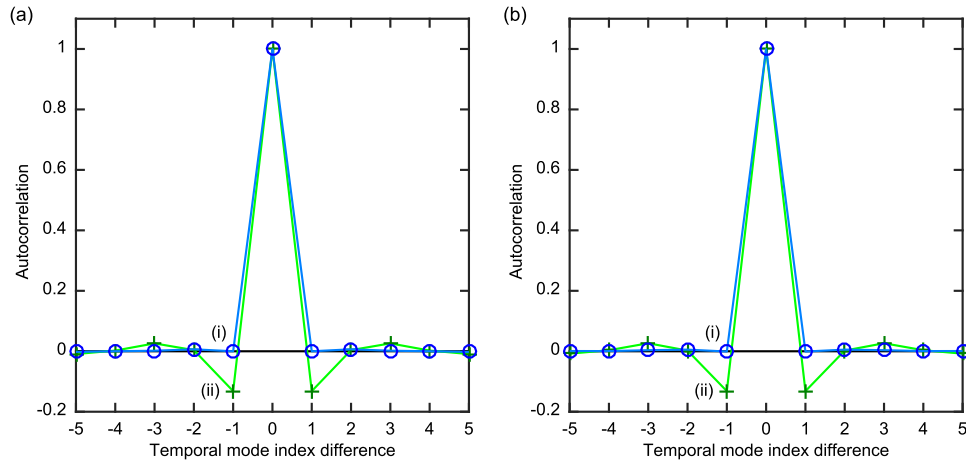 (a)
1
0.8
0.6
0.4
0.2
0
-0.2
Autocorrelation
(i)
(ii)
-5 -4 -3 -2 -1 0 1 2 3 4 5
Temporal mode index difference
(b)
1
0.8
0.6
0.4
0.2
0
-0.2
Autocorrelation
(i)
(ii)
-5 -4 -3 -2 -1 0 1 2 3 4 5
Temporal mode index difference